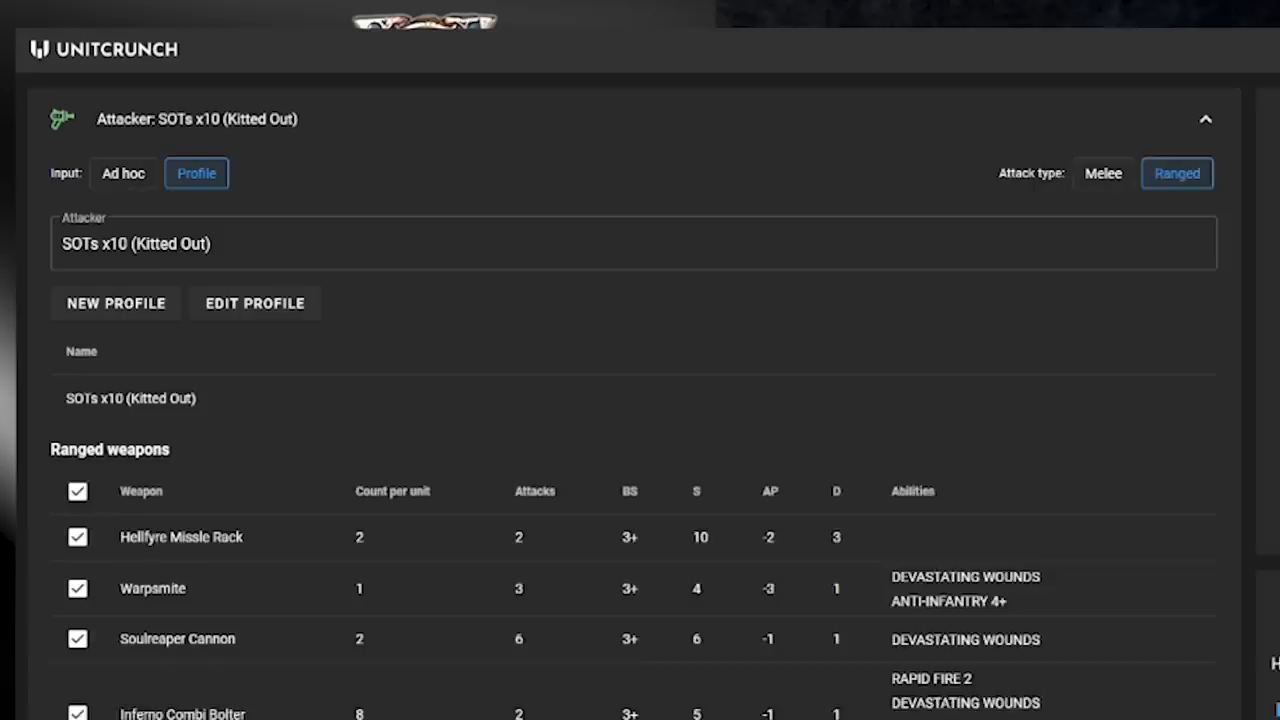 UNITCRUNCH
Attacker: SOTs x10 (Kitted Out)
Input: Ad hoc Profile Attack type: Melee Ranged
Attacker
SOTs x10 (Kitted Out)
NEW PROFILE EDIT PROFILE
Name
SOTs x10 (Kitted Out)
Ranged weapons
Weapon Count per unit Attacks BS S AP D Abilities
Hellfyre Missle Rack 2 2 3+ 10 -2 3
Warpsmite 1 3 3+ 4 -3 1 DEVASTATING WOUNDS
ANTI-INFANTRY 4+
Soulreaper Cannon 2 6 3+ 6 -1 1 DEVASTATING WOUNDS
RAPID FIRE 2
DEVASTATING WOUNDS
Inferno Combi Bolter 8 2 3+ 5 -1 1
H